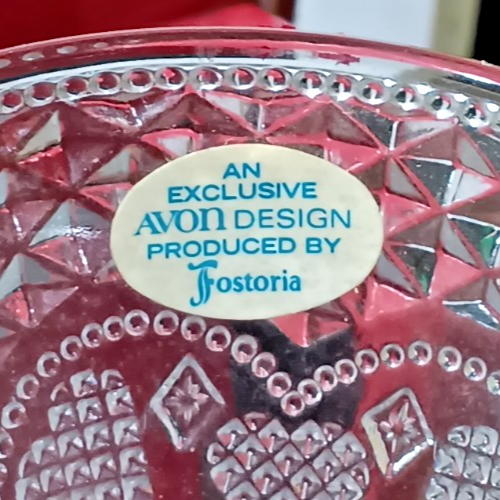 AN
EXCLUSIVE
AVON DESIGN
PRODUCED BY
Fostoria